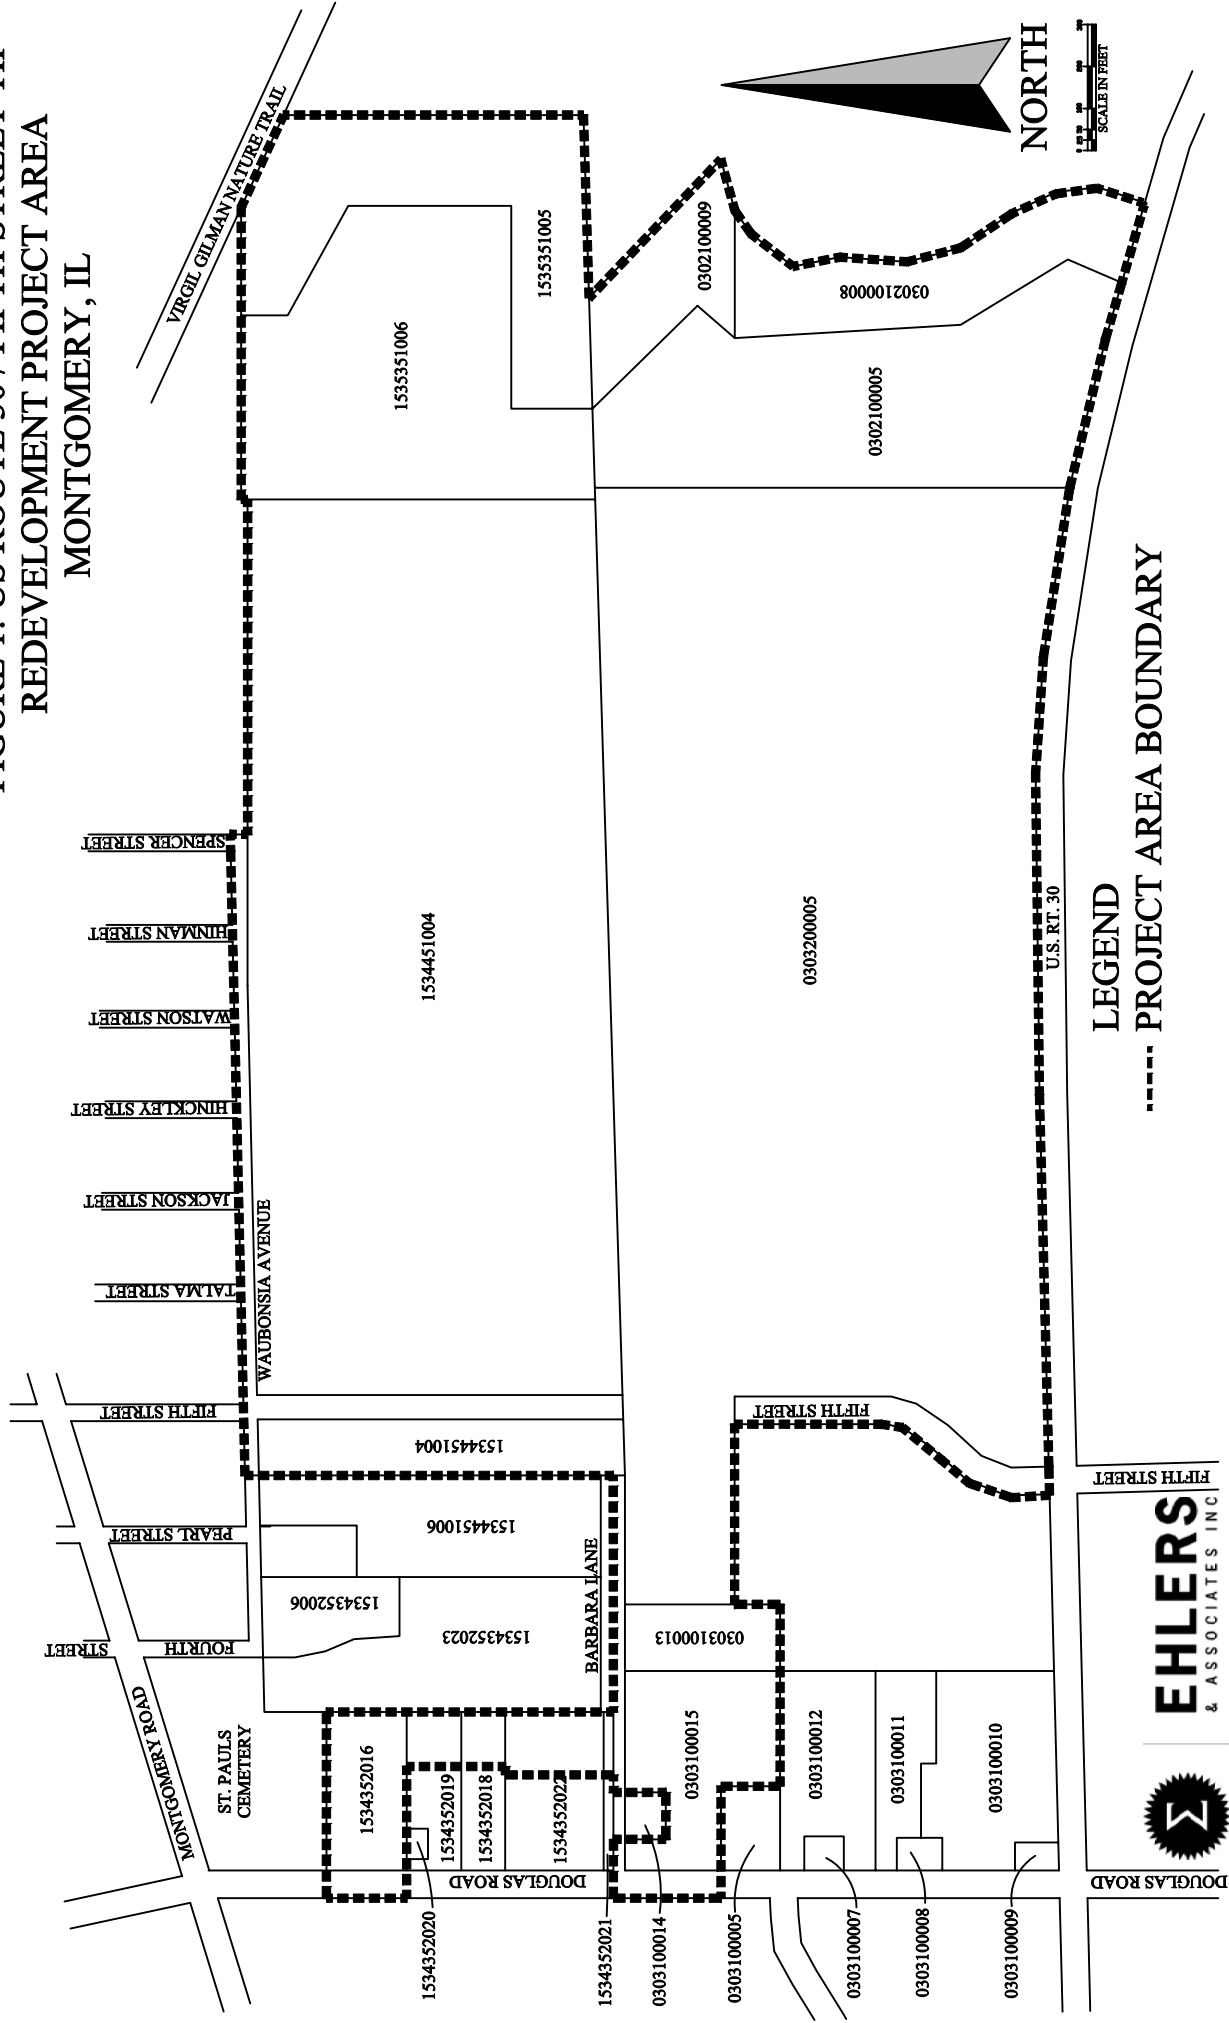 REDEVELOPMENT PROJECT AREA
MONTGOMERY, IL
VIRGIL GILMAN NATURE TRAIL
NORTH
SCALE IN FEET
SPENCER STREET
HINMAN STREET
WATSON STREET
HINCKLEY STREET
JACKSON STREET
TALMA STREET
FIFTH STREET
PEARL STREET
FOURTH
STREET
MONTGOMERY ROAD
WAUBONSIA AVENUE
ST. PAULS
CEMETERY
1535351006
1535351005
0302100009
0302100008
0302100005
1534451004
0303200005
U.S. RT. 30
1534451004
1534451006
1534352006
1534352023
BARBARA LANE
FIFTH STREET
FIFTH STREET
0303100013
1534352016
1534352019
1534352018
1534352022
0303100015
0303100012
0303100011
0303100010
DOUGLAS ROAD
DOUGLAS ROAD
1534352020
1534352021
0303100014
0303100005
0303100007
0303100008
0303100009
LEGEND
PROJECT AREA BOUNDARY
EHLERS
& ASSOCIATES INC